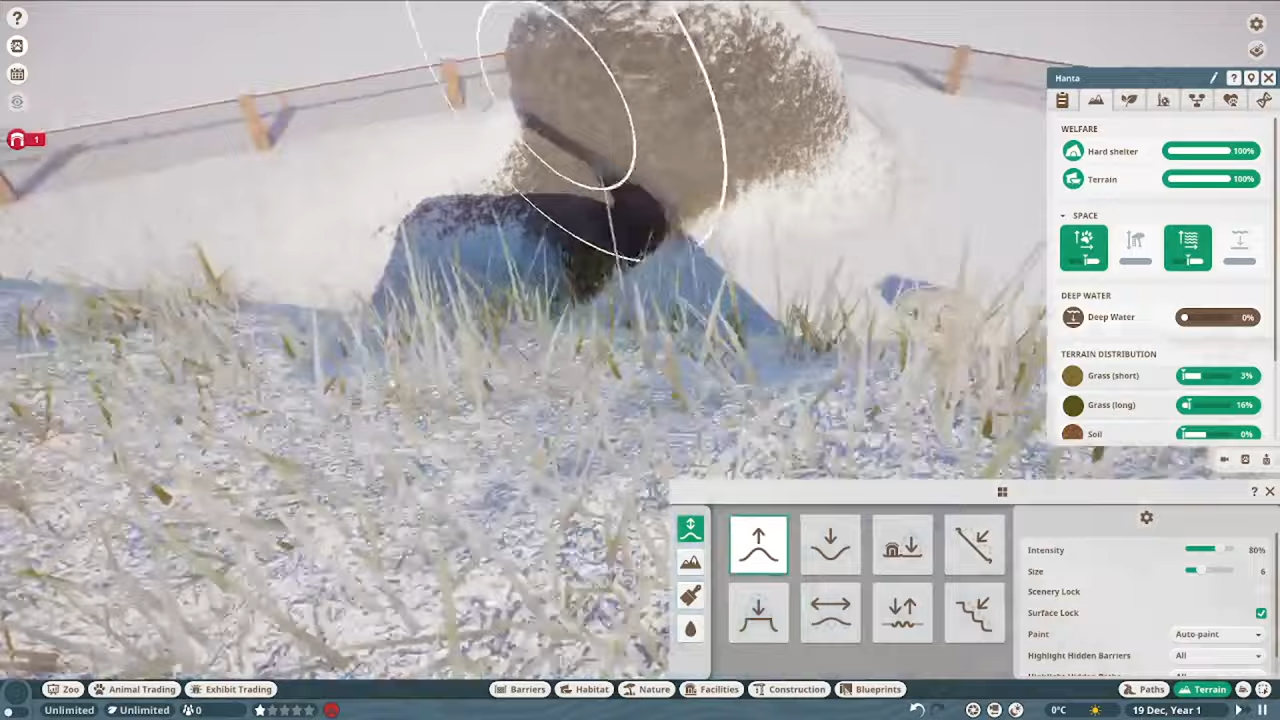 ?
1
Hanta
?
WELFARE
Hard shelter 100%
Terrain 100%
SPACE
DEEP WATER
Deep Water 0%
TERRAIN DISTRIBUTION
Grass (short) 3%
Grass (long) 16%
Soil 0%
?
Intensity 80%
Size 6
Scenery Lock
Surface Lock
Paint Auto-paint
Highlight Hidden Barriers All
Zoo Animal Trading Exhibit Trading Barriers Habitat Nature Facilities Construction Blueprints Paths Terrain
Unlimited Unlimited 0 0°C 19 Dec, Year 1